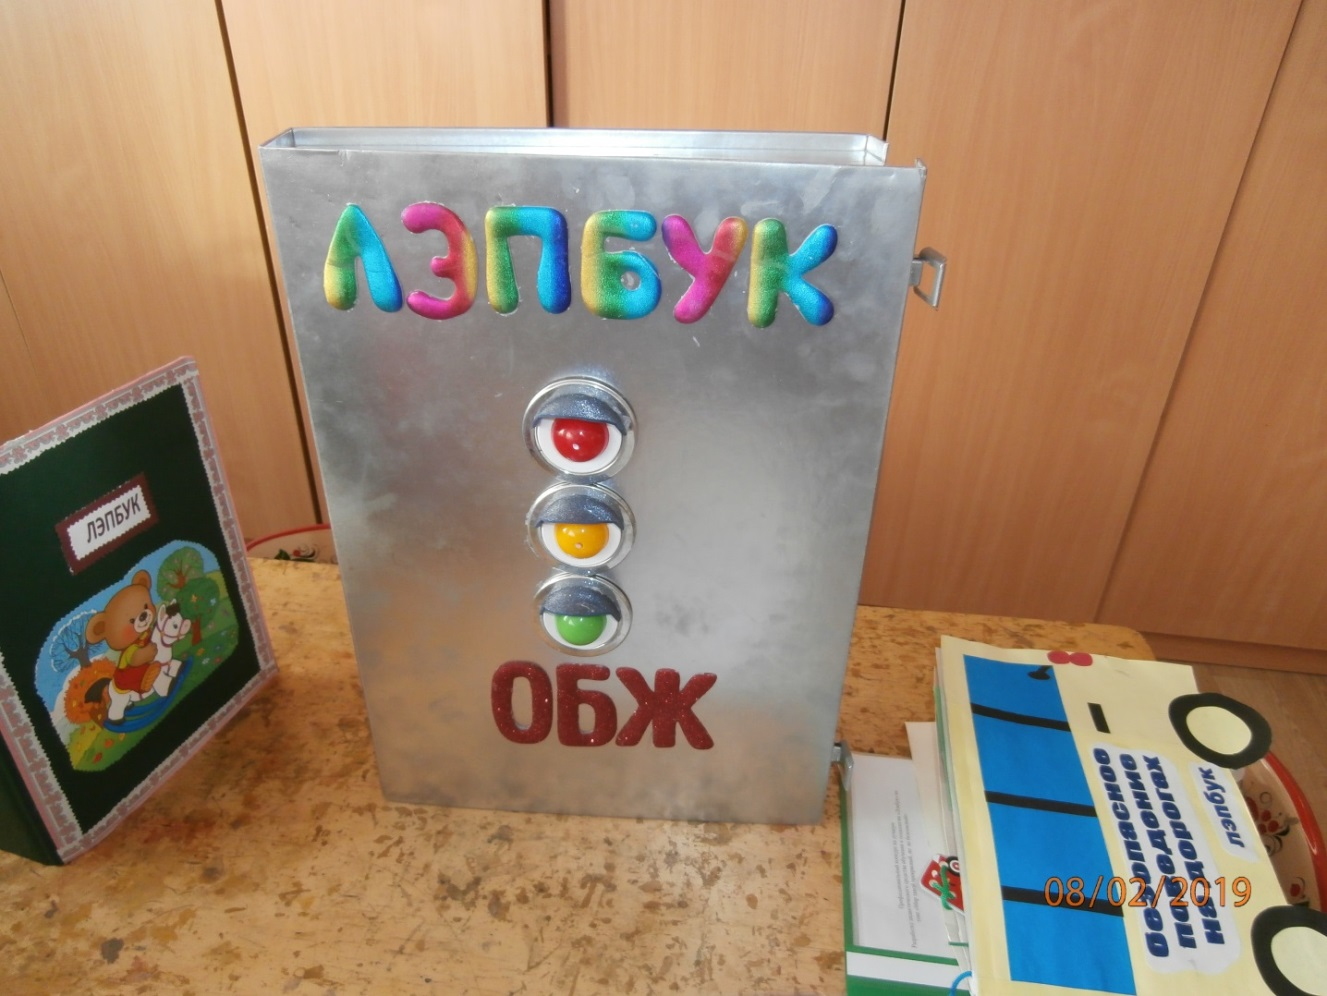 ЛЭПБУК
ОБЖ
ЛЭПБУК
Безопасное
поведение
на дорогах
лэпбук
08/02/2019